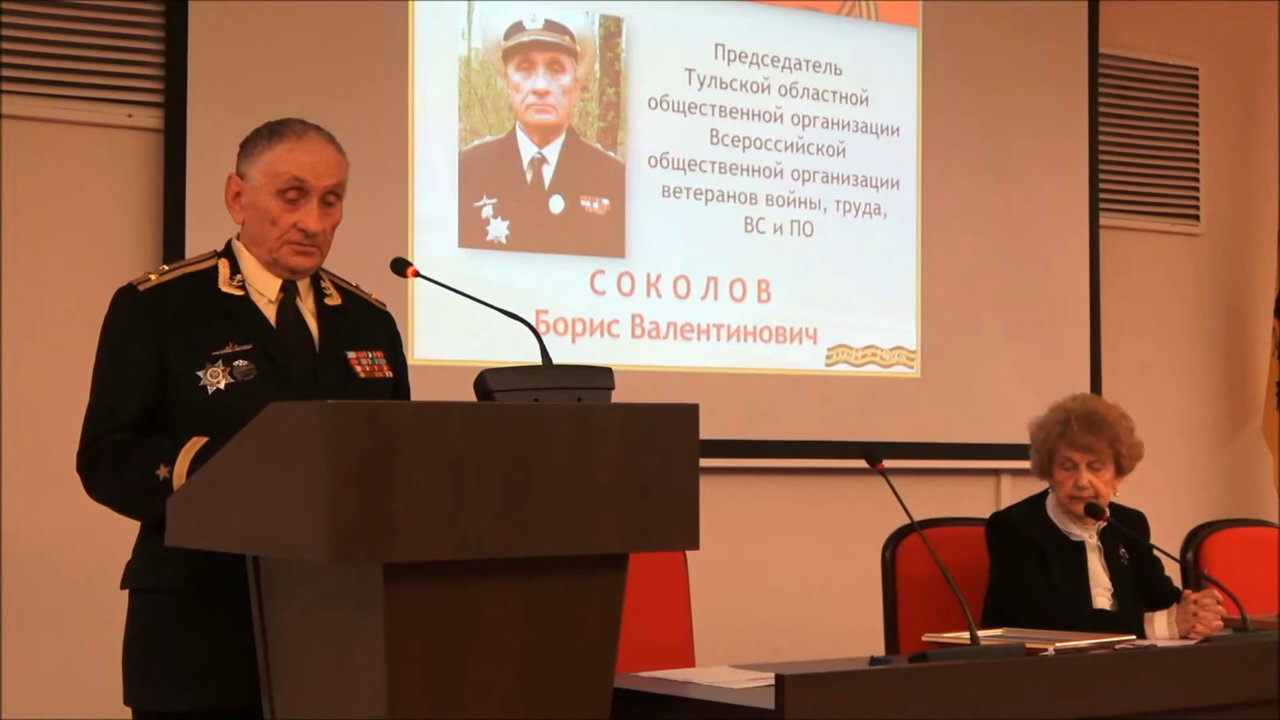 Председатель
Тульской областной
общественной организации
Всероссийской
общественной организации
ветеранов войны, труда,
ВС и ПО
СОКОЛОВ
Борис Валентинович